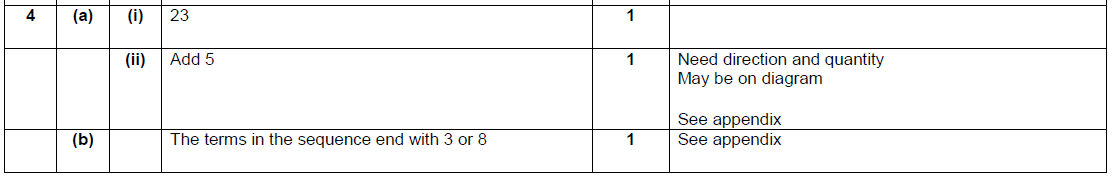 4 (a) (i) 23 1
(ii) Add 5 1 Need direction and quantity
May be on diagram
See appendix
(b) The terms in the sequence end with 3 or 8 1 See appendix